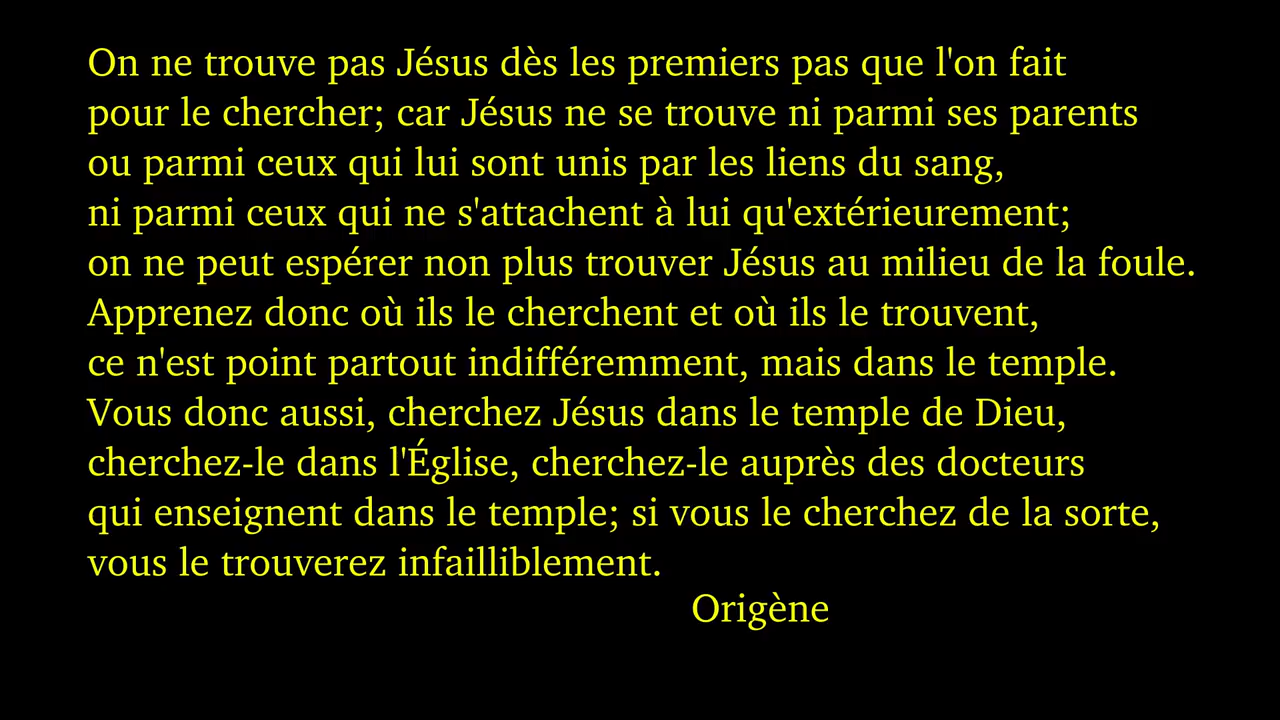 On ne trouve pas Jésus dès les premiers pas que l'on fait
pour le chercher; car Jésus ne se trouve ni parmi ses parents
ou parmi ceux qui lui sont unis par les liens du sang,
ni parmi ceux qui ne s'attachent à lui qu'extérieurement;
on ne peut espérer non plus trouver Jésus au milieu de la foule.
Apprenez donc où ils le cherchent et où ils le trouvent,
ce n'est point partout indifféremment, mais dans le temple.
Vous donc aussi, cherchez Jésus dans le temple de Dieu,
cherchez-le dans l'Église, cherchez-le auprès des docteurs
qui enseignent dans le temple; si vous le cherchez de la sorte,
vous le trouverez infailliblement.
Origène